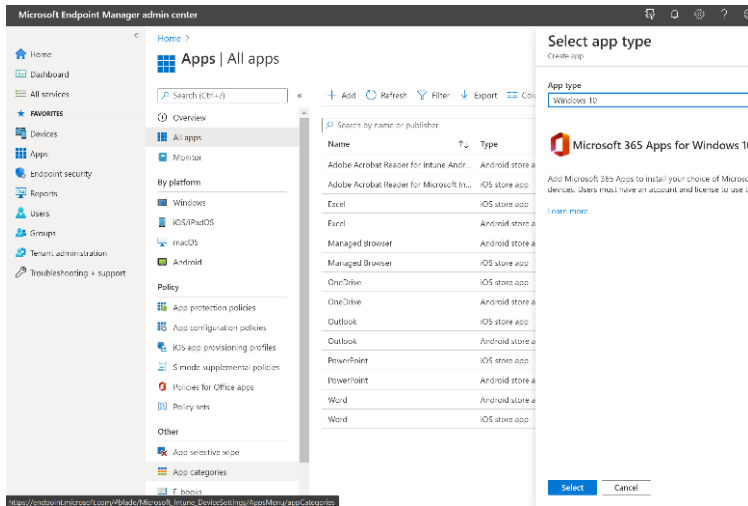 Microsoft Endpoint Manager admin center
Home
Dashboard
All services
FAVORITES
Devices
Apps
Endpoint security
Reports
Users
Groups
Tenant administration
Troubleshooting + support
Home >
Apps | All apps
Search (Ctrl+/)
Overview
All apps
Monitor
By platform
Windows
iOS/iPadOS
macOS
Android
Policy
App protection policies
App configuration policies
iOS app provisioning profiles
S mode supplemental policies
Policies for Office apps
Policy sets
Other
App selective wipe
App categories
E-books
Add Refresh Filter Export Colu
Search by name or publisher
Name Type
Adobe Acrobat Reader for Intune Andr... Android store a
Adobe Acrobat Reader for Microsoft In... iOS store app
Excel iOS store app
Excel Android store a
Managed Browser Android store a
Managed Browser iOS store app
OneDrive iOS store app
OneDrive Android store a
Outlook iOS store app
Outlook Android store a
PowerPoint iOS store app
PowerPoint Android store a
Word Android store a
Word iOS store app
Select app type
Create app
App type
Windows 10
Microsoft 365 Apps for Windows 10
Add Microsoft 365 Apps to install your choice of Microso
devices. Users must have an account and license to use t
Learn more
Select Cancel
https://endpoint.microsoft.com/#blade/Microsoft_Intune_DeviceSettings/AppsMenu/appCategories